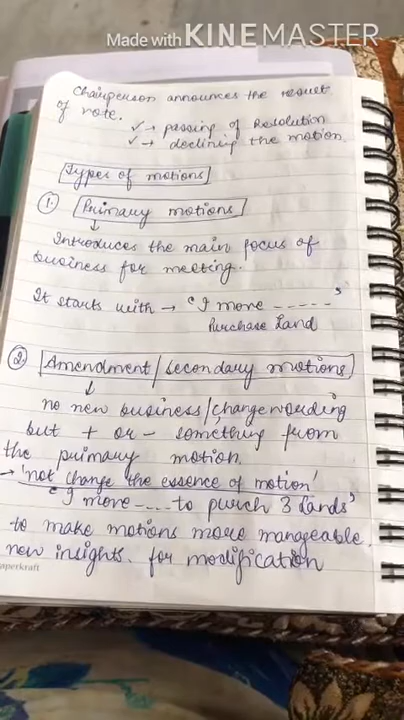 Made with KINEMASTER
Chairperson announces the result
of vote.
✓→ passing of Resolution
✓→ declining the motion.
Types of motions
1. Primary motions
↓
Introduces the main focus of
business for meeting.
It starts with → "I move -----"
Purchase Land
2. Amendment/secondary motions
↓
no new business/change wording
but + or - something from
the primary motion.
→ 'not change the essence of motion'
"I move ---- to purch 3 Lands"
to make motions more manageable.
new insights. for modification
aperkraft